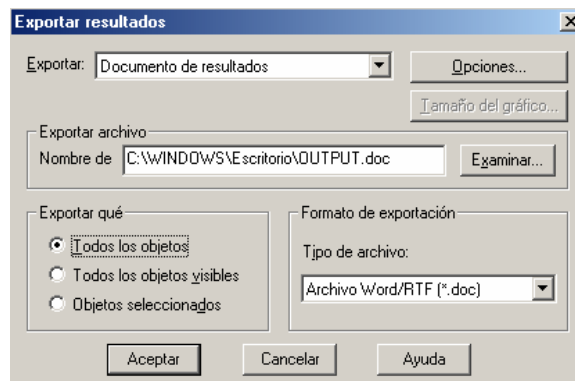 Exportar resultados
Exportar: Documento de resultados
Opciones...
Tamaño del gráfico...
Exportar archivo
Nombre de C:\WINDOWS\Escritorio\OUTPUT.doc Examinar...
Exportar qué
Todos los objetos
Todos los objetos visibles
Objetos seleccionados
Formato de exportación
Tipo de archivo:
Archivo Word/RTF (*.doc)
Aceptar Cancelar Ayuda